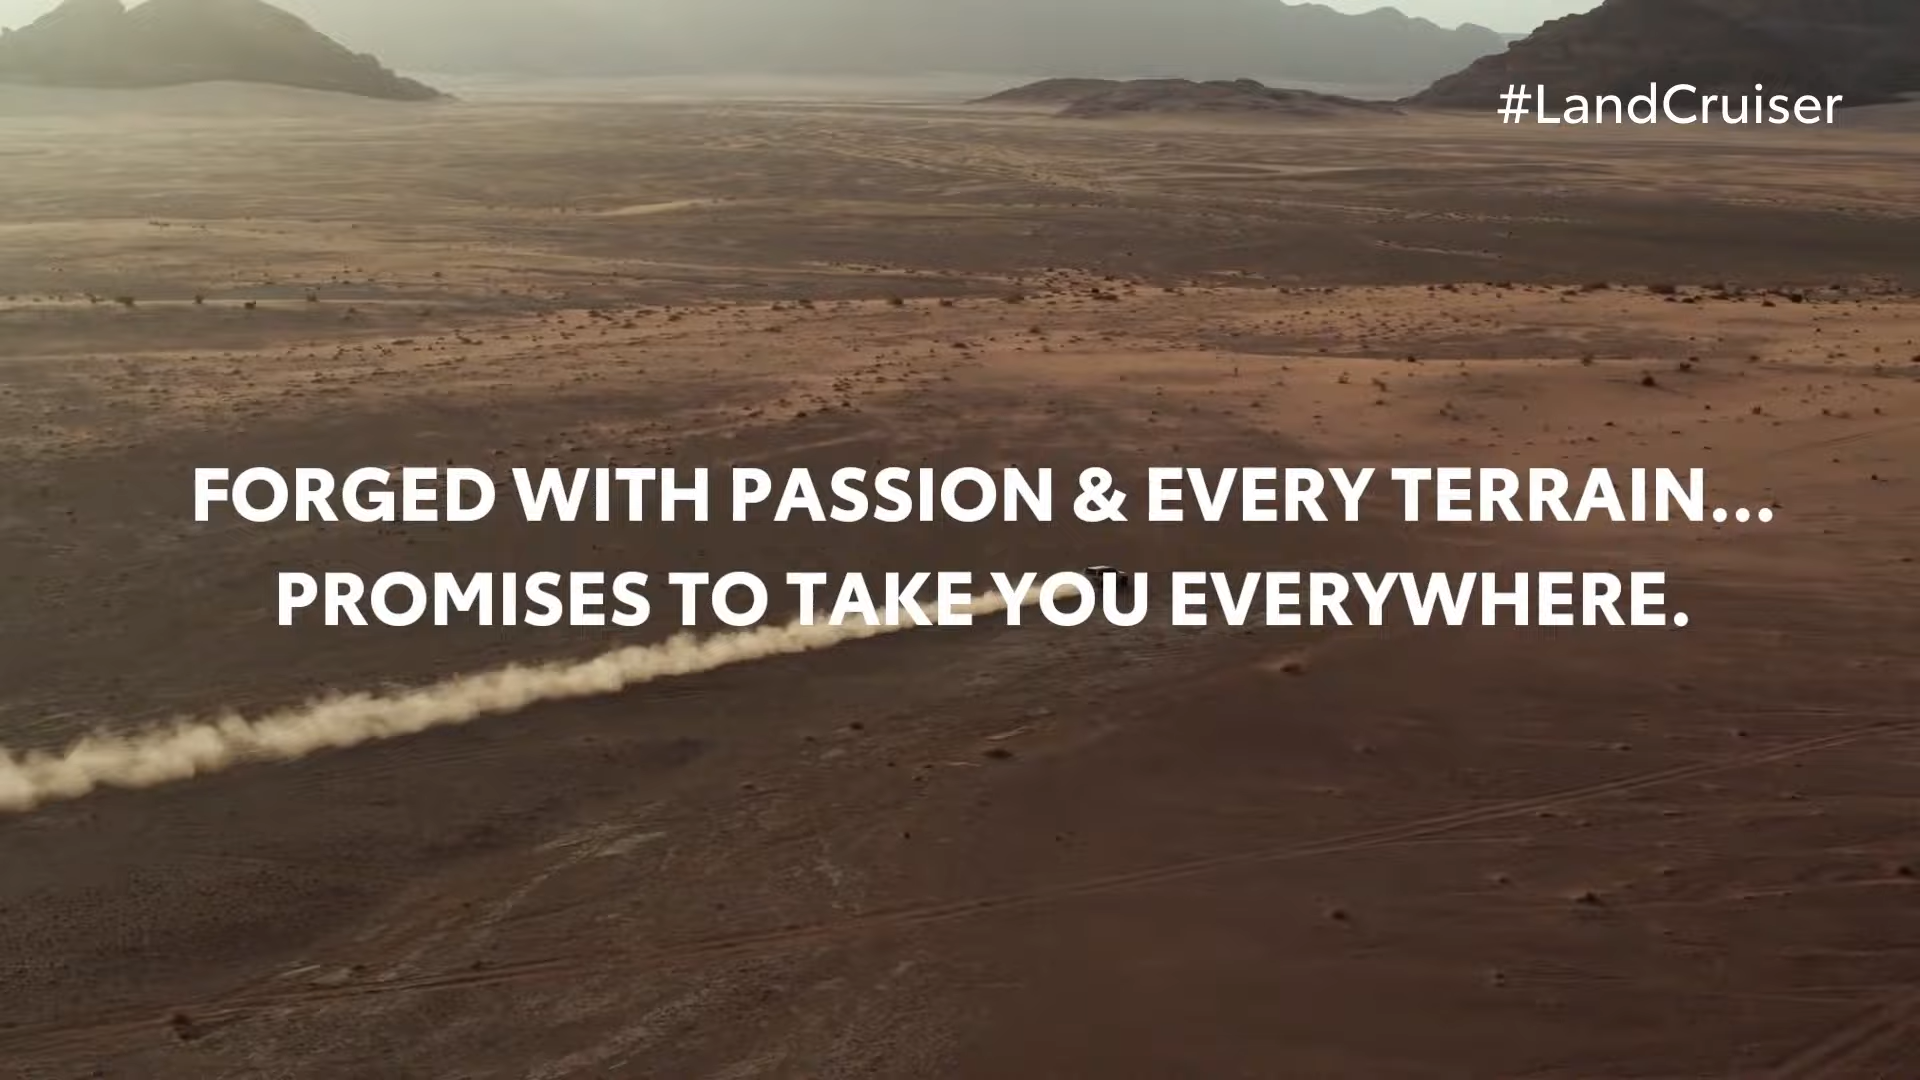 #LandCruiser
FORGED WITH PASSION & EVERY TERRAIN...
PROMISES TO TAKE YOU EVERYWHERE.